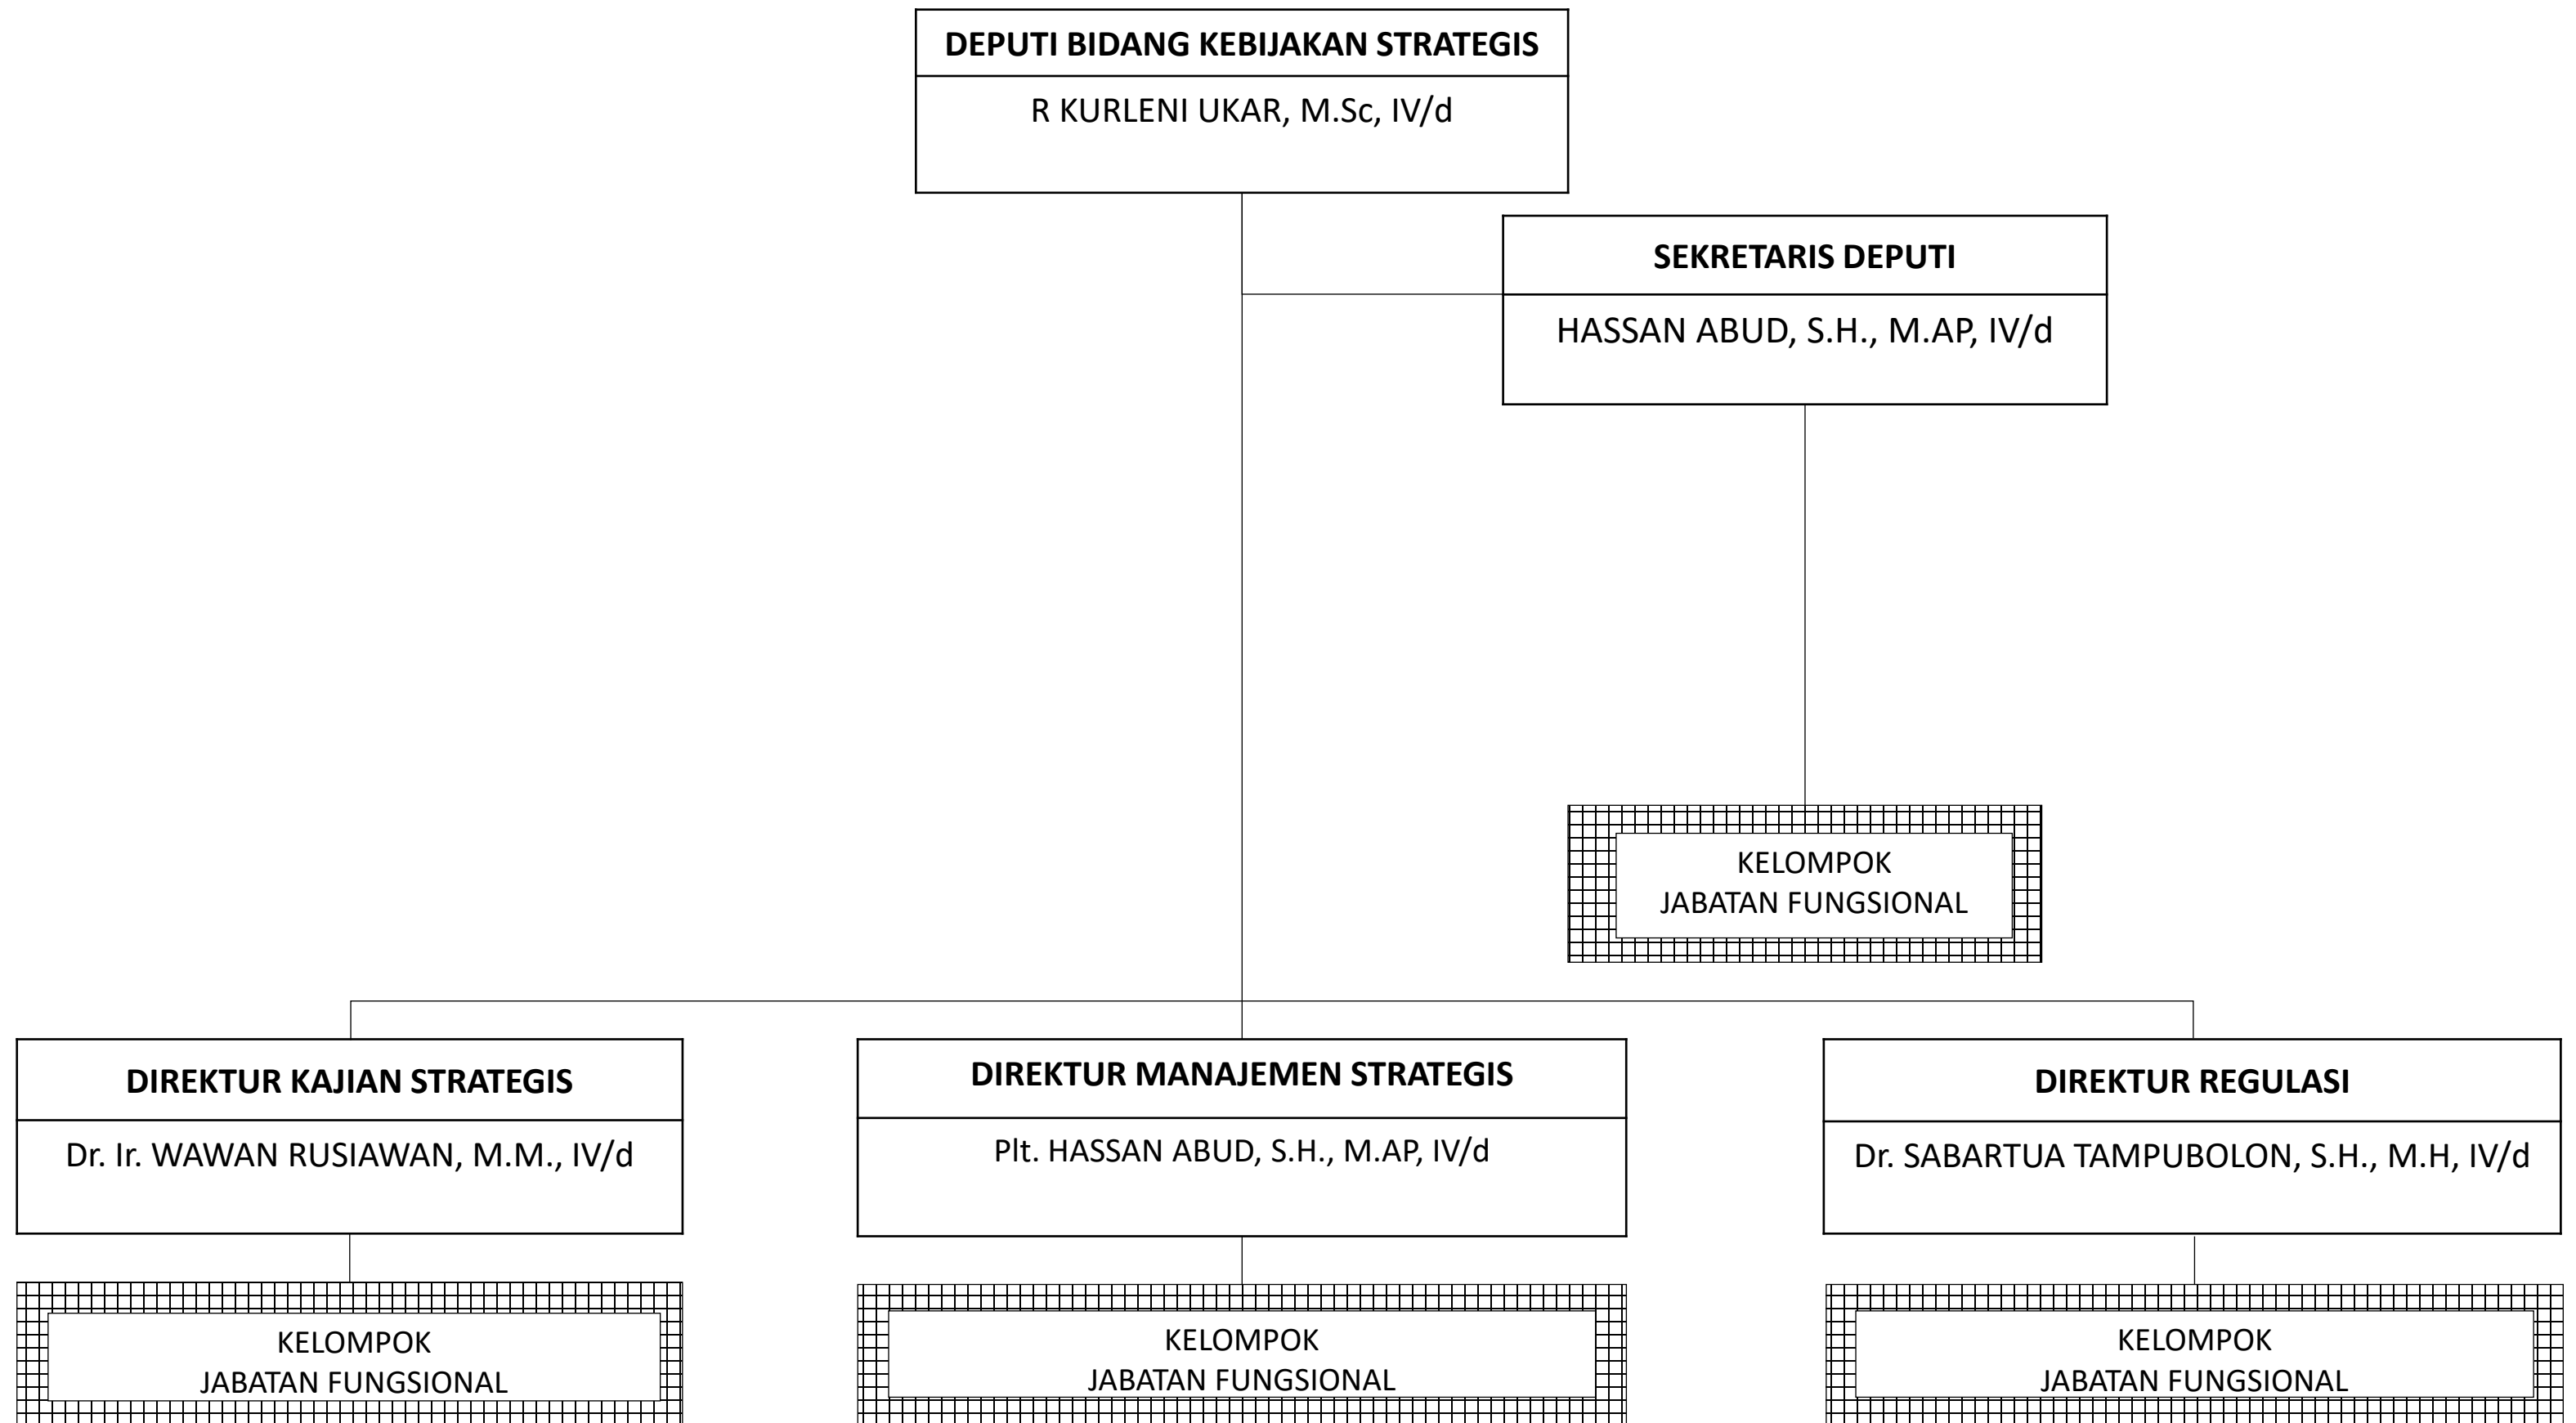 DEPUTI BIDANG KEBIJAKAN STRATEGIS
R KURLENI UKAR, M.Sc, IV/d
SEKRETARIS DEPUTI
HASSAN ABUD, S.H., M.AP, IV/d
KELOMPOK
JABATAN FUNGSIONAL
DIREKTUR KAJIAN STRATEGIS
Dr. Ir. WAWAN RUSIAWAN, M.M., IV/d
KELOMPOK
JABATAN FUNGSIONAL
DIREKTUR MANAJEMEN STRATEGIS
Plt. HASSAN ABUD, S.H., M.AP, IV/d
KELOMPOK
JABATAN FUNGSIONAL
DIREKTUR REGULASI
Dr. SABARTUA TAMPUBOLON, S.H., M.H, IV/d
KELOMPOK
JABATAN FUNGSIONAL